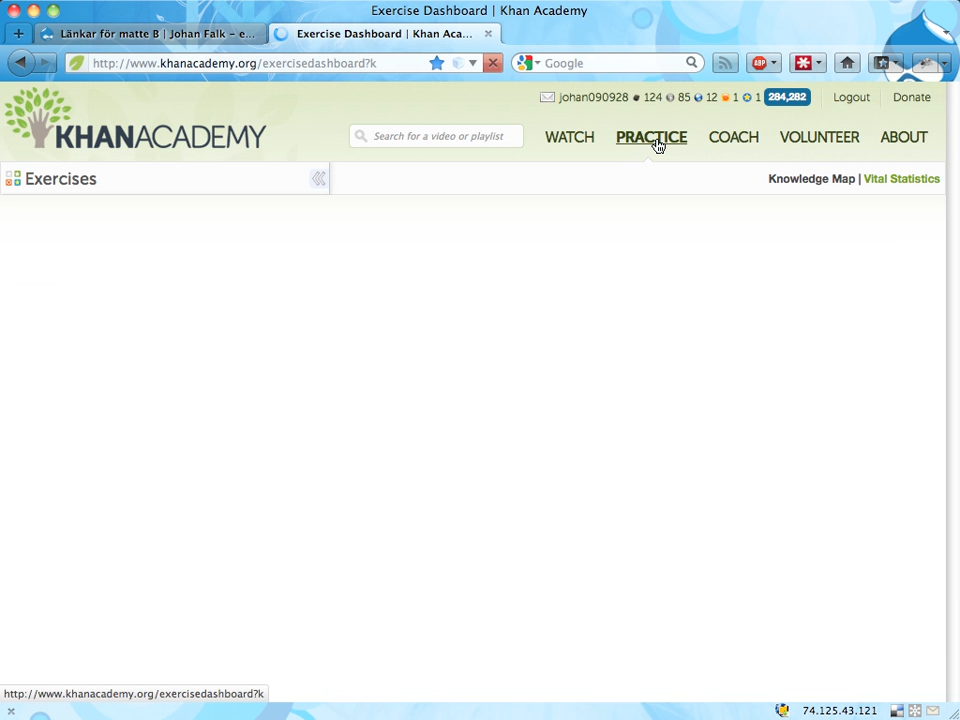 Exercise Dashboard | Khan Academy
Länkar för matte B | Johan Falk – e...
Exercise Dashboard | Khan Aca...
http://www.khanacademy.org/exercisedashboard?k
Google
ABP
johan090928 124 85 12 1 1 284,282 Logout Donate
KHANACADEMY
Search for a video or playlist
WATCH PRACTICE COACH VOLUNTEER ABOUT
Exercises
Knowledge Map | Vital Statistics
http://www.khanacademy.org/exercisedashboard?k
74.125.43.121